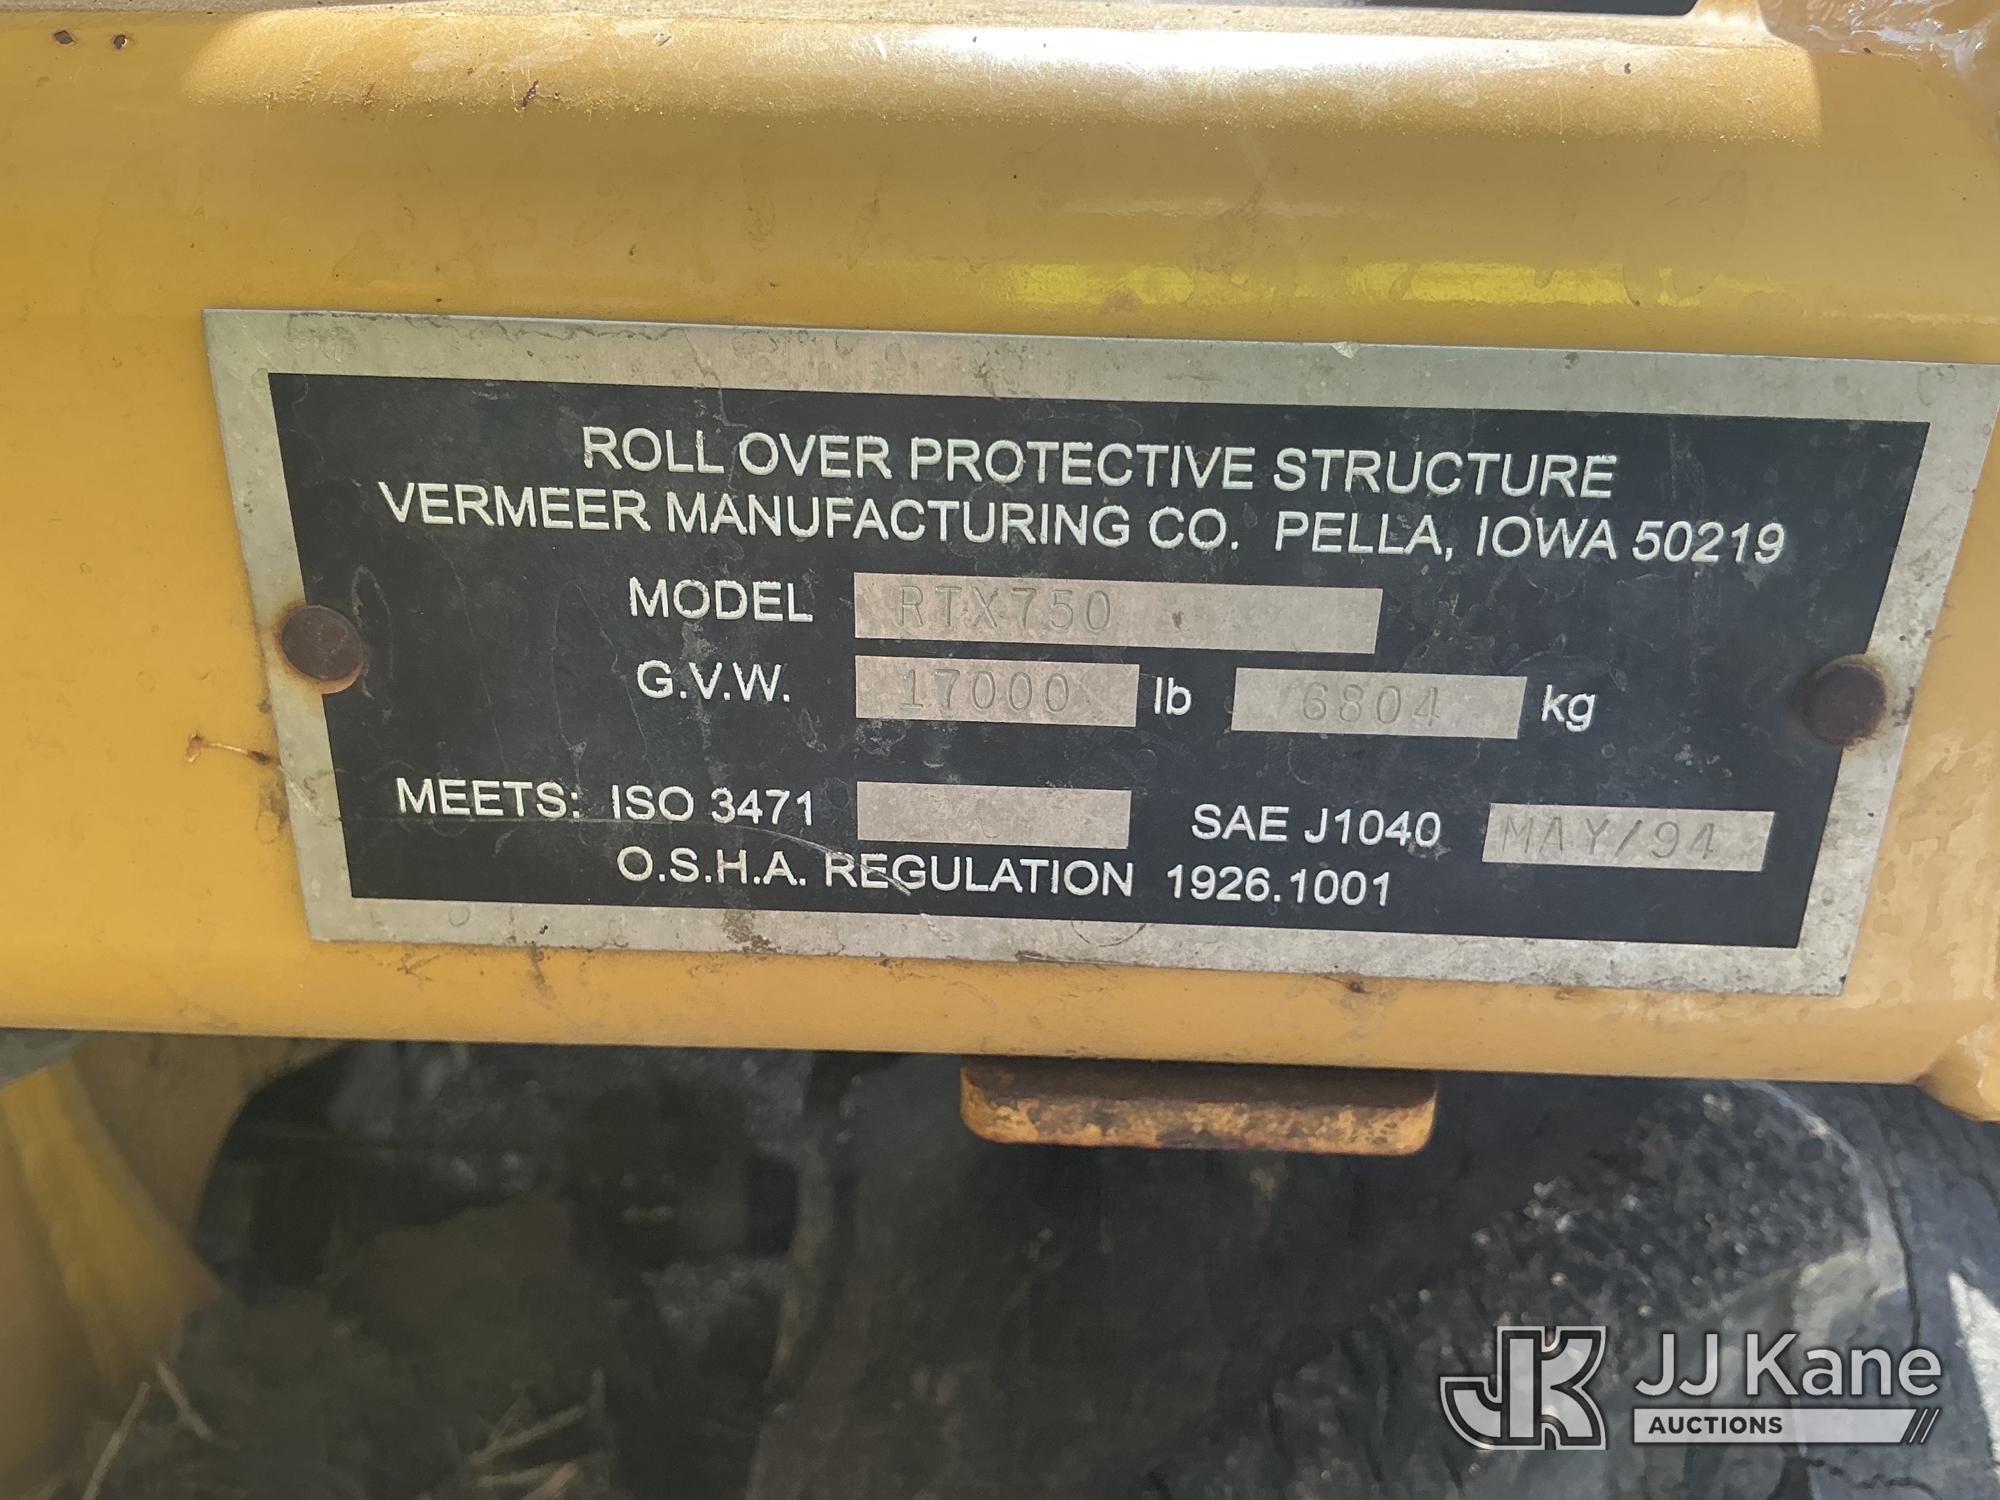 ROLL OVER PROTECTIVE STRUCTURE
VERMEER MANUFACTURING CO. PELLA, IOWA 50219
MODEL RTX750
G.V.W. 17000 lb 6804 kg
MEETS: ISO 3471 SAE J1040 MAY/94
O.S.H.A. REGULATION 1926.1001
JK JJ Kane
AUCTIONS